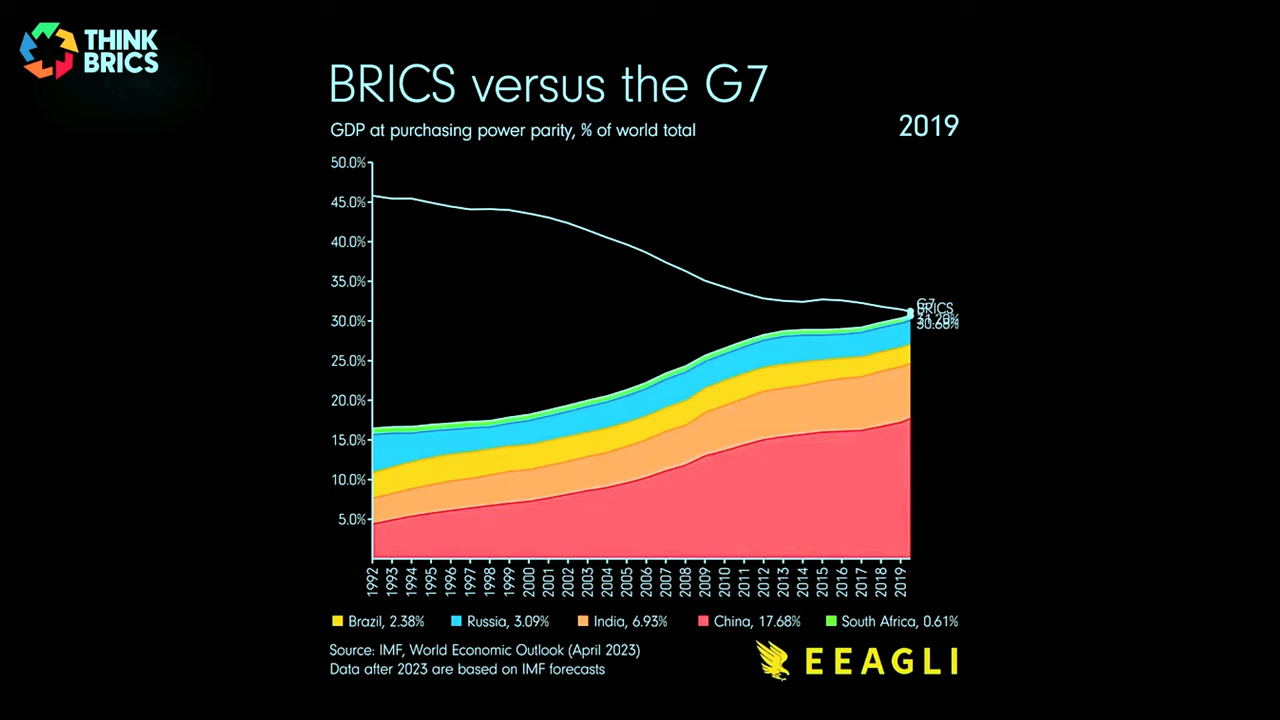 THINK
BRICS
BRICS versus the G7
GDP at purchasing power parity, % of world total
2019
50.0%
45.0%
40.0%
35.0%
30.0%
25.0%
20.0%
15.0%
10.0%
5.0%
G7
BRICS
30.68%
1992 1993 1994 1995 1996 1997 1998 1999 2000 2001 2002 2003 2004 2005 2006 2007 2008 2009 2010 2011 2012 2013 2014 2015 2016 2017 2018 2019
Brazil, 2.38% Russia, 3.09% India, 6.93% China, 17.68% South Africa, 0.61%
Source: IMF, World Economic Outlook (April 2023)
Data after 2023 are based on IMF forecasts
EEAGLI